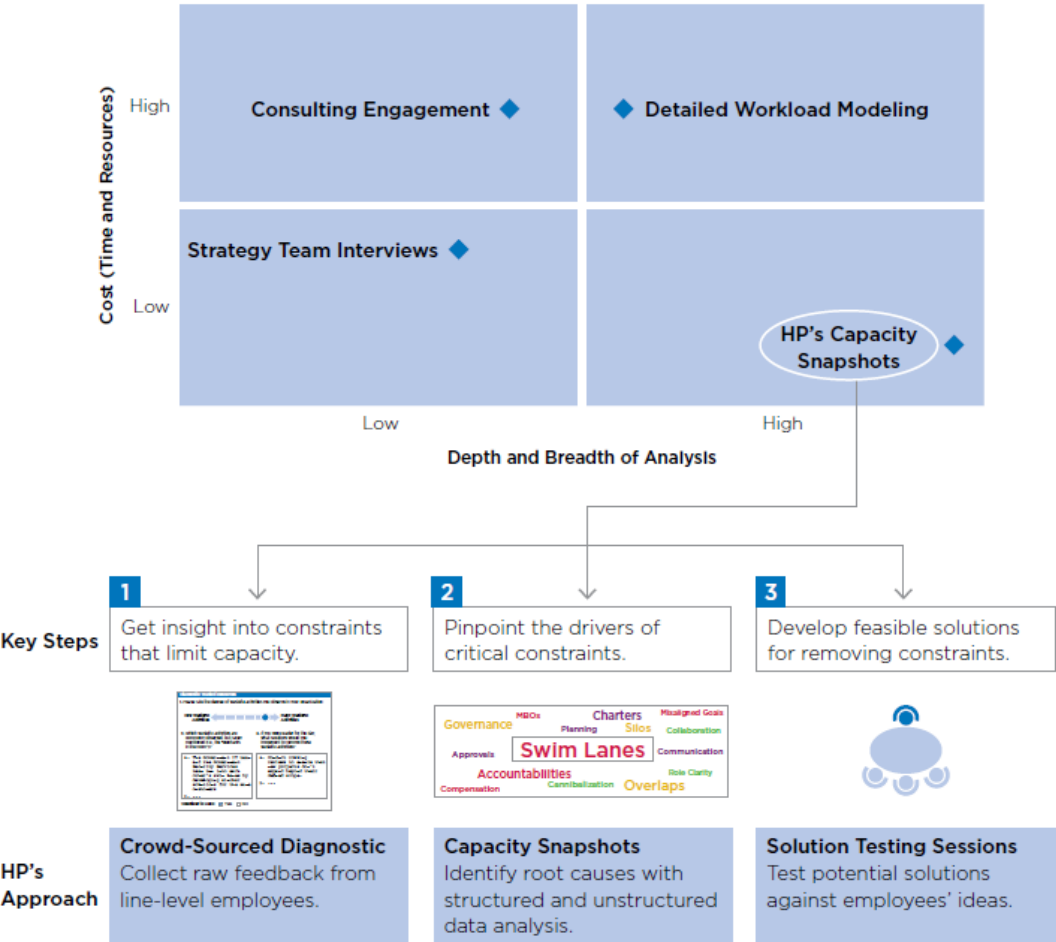 Cost (Time and Resources)
High
Consulting Engagement
Detailed Workload Modeling
Strategy Team Interviews
Low
HP's Capacity
Snapshots
Low
High
Depth and Breadth of Analysis
1
2
3
Key Steps
Get insight into constraints
that limit capacity.
Pinpoint the drivers of
critical constraints.
Develop feasible solutions
for removing constraints.
MBOs
Charters
Misaligned Goals
Governance
Planning
Silos
Collaboration
Approvals
Swim Lanes
Communication
Accountabilities
Role Clarity
Compensation
Cannibalization
Overlaps
HP's
Approach
Crowd-Sourced Diagnostic
Collect raw feedback from
line-level employees.
Capacity Snapshots
Identify root causes with
structured and unstructured
data analysis.
Solution Testing Sessions
Test potential solutions
against employees' ideas.